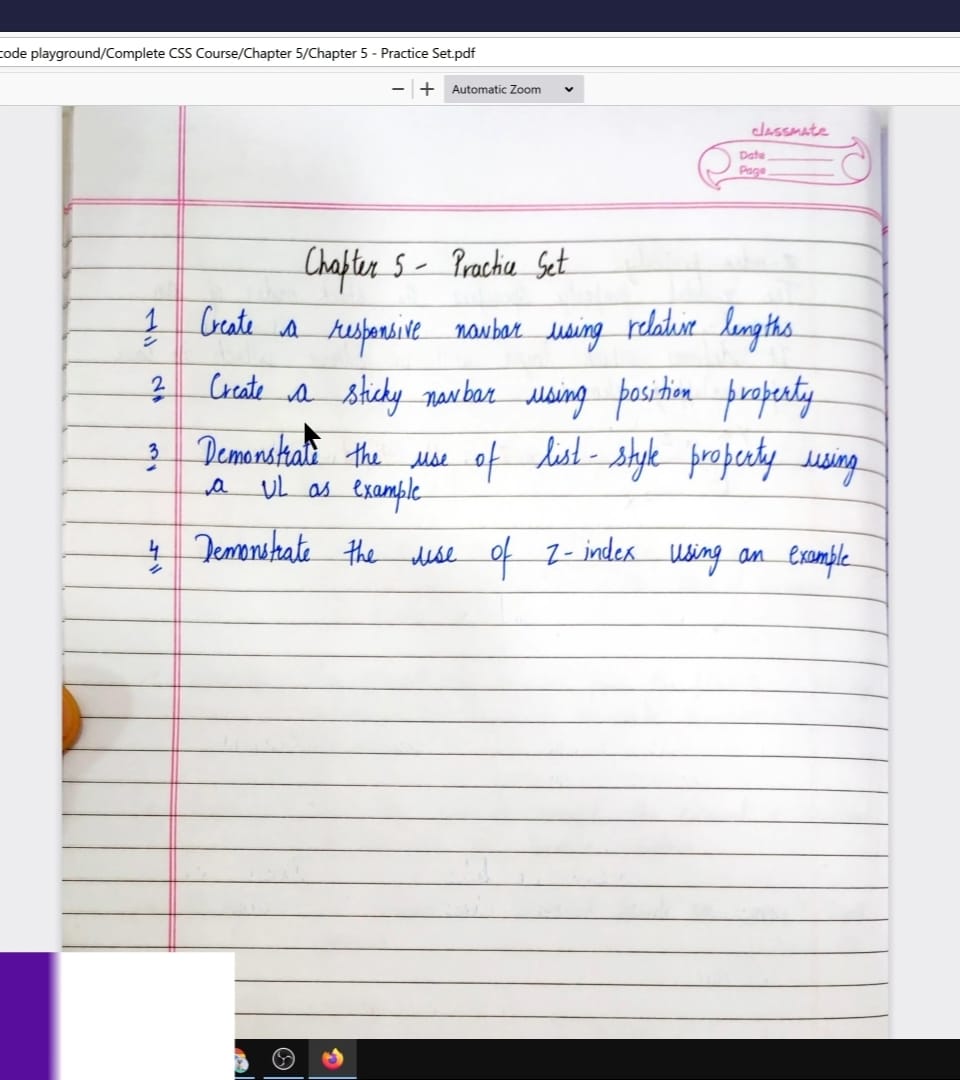 code playground/Complete CSS Course/Chapter 5/Chapter 5 - Practice Set.pdf
− + Automatic Zoom
classmate
Date
Page
Chapter 5 - Practice Set
1 Create a responsive navbar using relative lengths
2 Create a sticky navbar using position property
3 Demonstrate the use of list-style property using
a UL as example
4 Demonstrate the use of z-index using an example